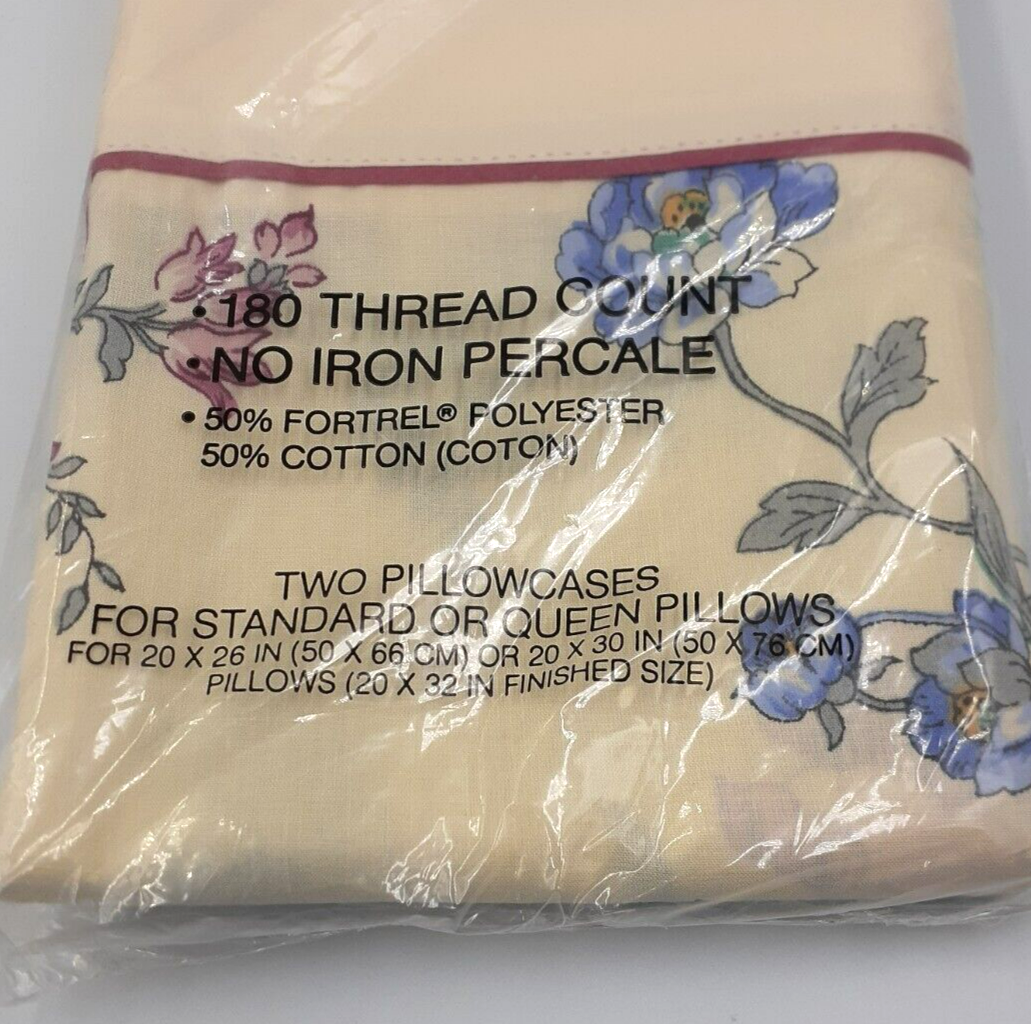 • 180 THREAD COUNT
• NO IRON PERCALE
• 50% FORTREL® POLYESTER
50% COTTON (COTON)
TWO PILLOWCASES
FOR STANDARD OR QUEEN PILLOWS
FOR 20 X 26 IN (50 X 66 CM) OR 20 X 30 IN (50 X 76 CM)
PILLOWS (20 X 32 IN FINISHED SIZE)